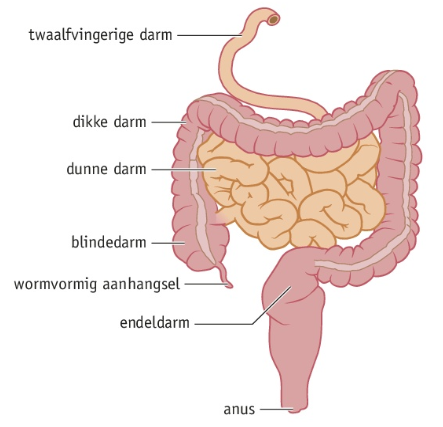 twaalfvingerige darm
dikke darm
dunne darm
blindedarm
wormvormig aanhangsel
endeldarm
anus